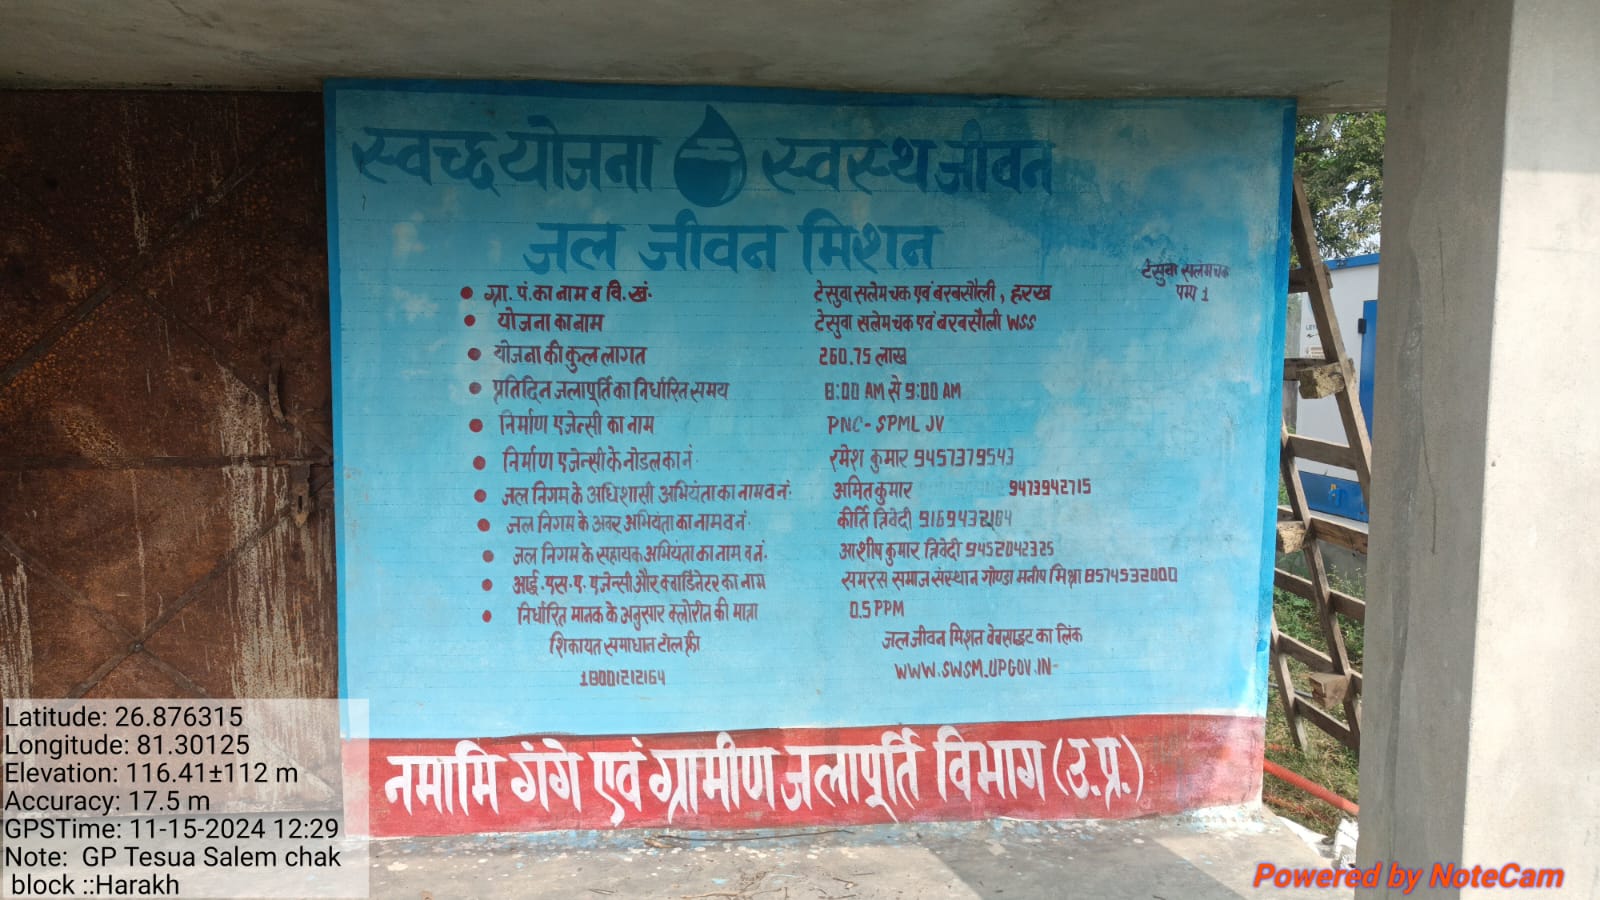 स्वच्छ योजना स्वस्थ जीवन
जल जीवन मिशन
टेसुवा सलेमचक
पम्प 1
ग्रा. पं. का नाम व वि. खं. टेसुवा सलेम चक एवं बरबसौली, हरख
योजना का नाम टेसुवा सलेम चक एवं बरबसौली WSS
योजना की कुल लागत 260.75 लाख
प्रतिदिन जलापूर्ति का निर्धारित समय 8:00 AM से 9:00 AM
निर्माण एजेन्सी का नाम PNC-SPML JV
निर्माण एजेन्सी के नोडल का नं. रमेश कुमार 9457379543
जल निगम के अधिशासी अभियंता का नाम व नं. अमित कुमार 9473942715
जल निगम के अवर अभियंता का नाम व नं. कीर्ति त्रिवेदी 9169432184
जल निगम के सहायक अभियंता का नाम व नं. आशीष कुमार त्रिवेदी 9452042325
आई.एस.ए. एजेन्सी और क्वार्डिनेटर का नाम समरस समाज संस्थान गोण्डा मनीष मिश्रा 8574532000
निर्धारित मानक के अनुसार क्लोरीन की मात्रा 0.5 PPM
शिकायत समाधान टोल फ्री जल जीवन मिशन वेबसाइट का लिंक
18001212164 WWW.SWSM_UPGOV.IN-
नमामि गंगे एवं ग्रामीण जलापूर्ति विभाग (उ.प्र.)
Latitude: 26.876315
Longitude: 81.30125
Elevation: 116.41±112 m
Accuracy: 17.5 m
GPSTime: 11-15-2024 12:29
Note: GP Tesua Salem chak
block ::Harakh
Powered by NoteCam